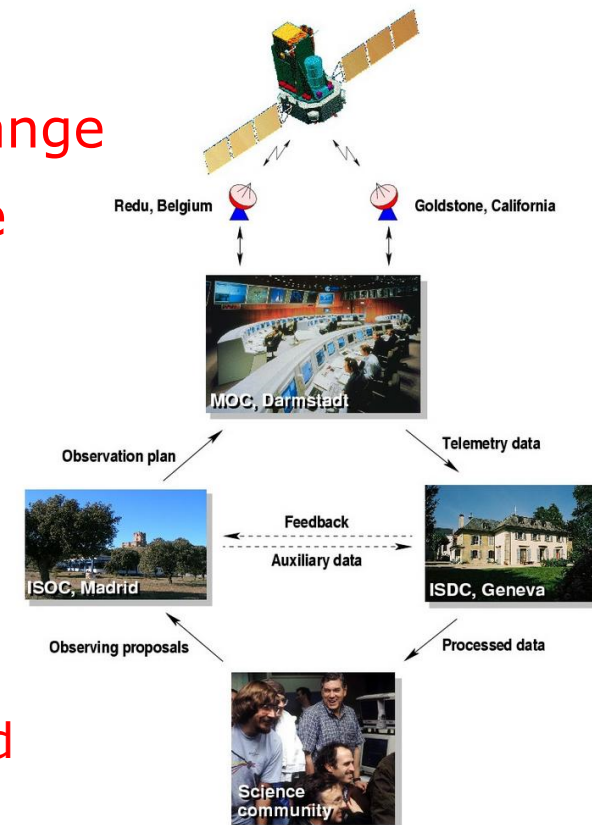 ange
e
Redu, Belgium
Goldstone, California
MOC, Darmstadt
Observation plan
Telemetry data
Feedback
Auxiliary data
ISOC, Madrid
ISDC, Geneva
Observing proposals
Processed data
d
Science
community